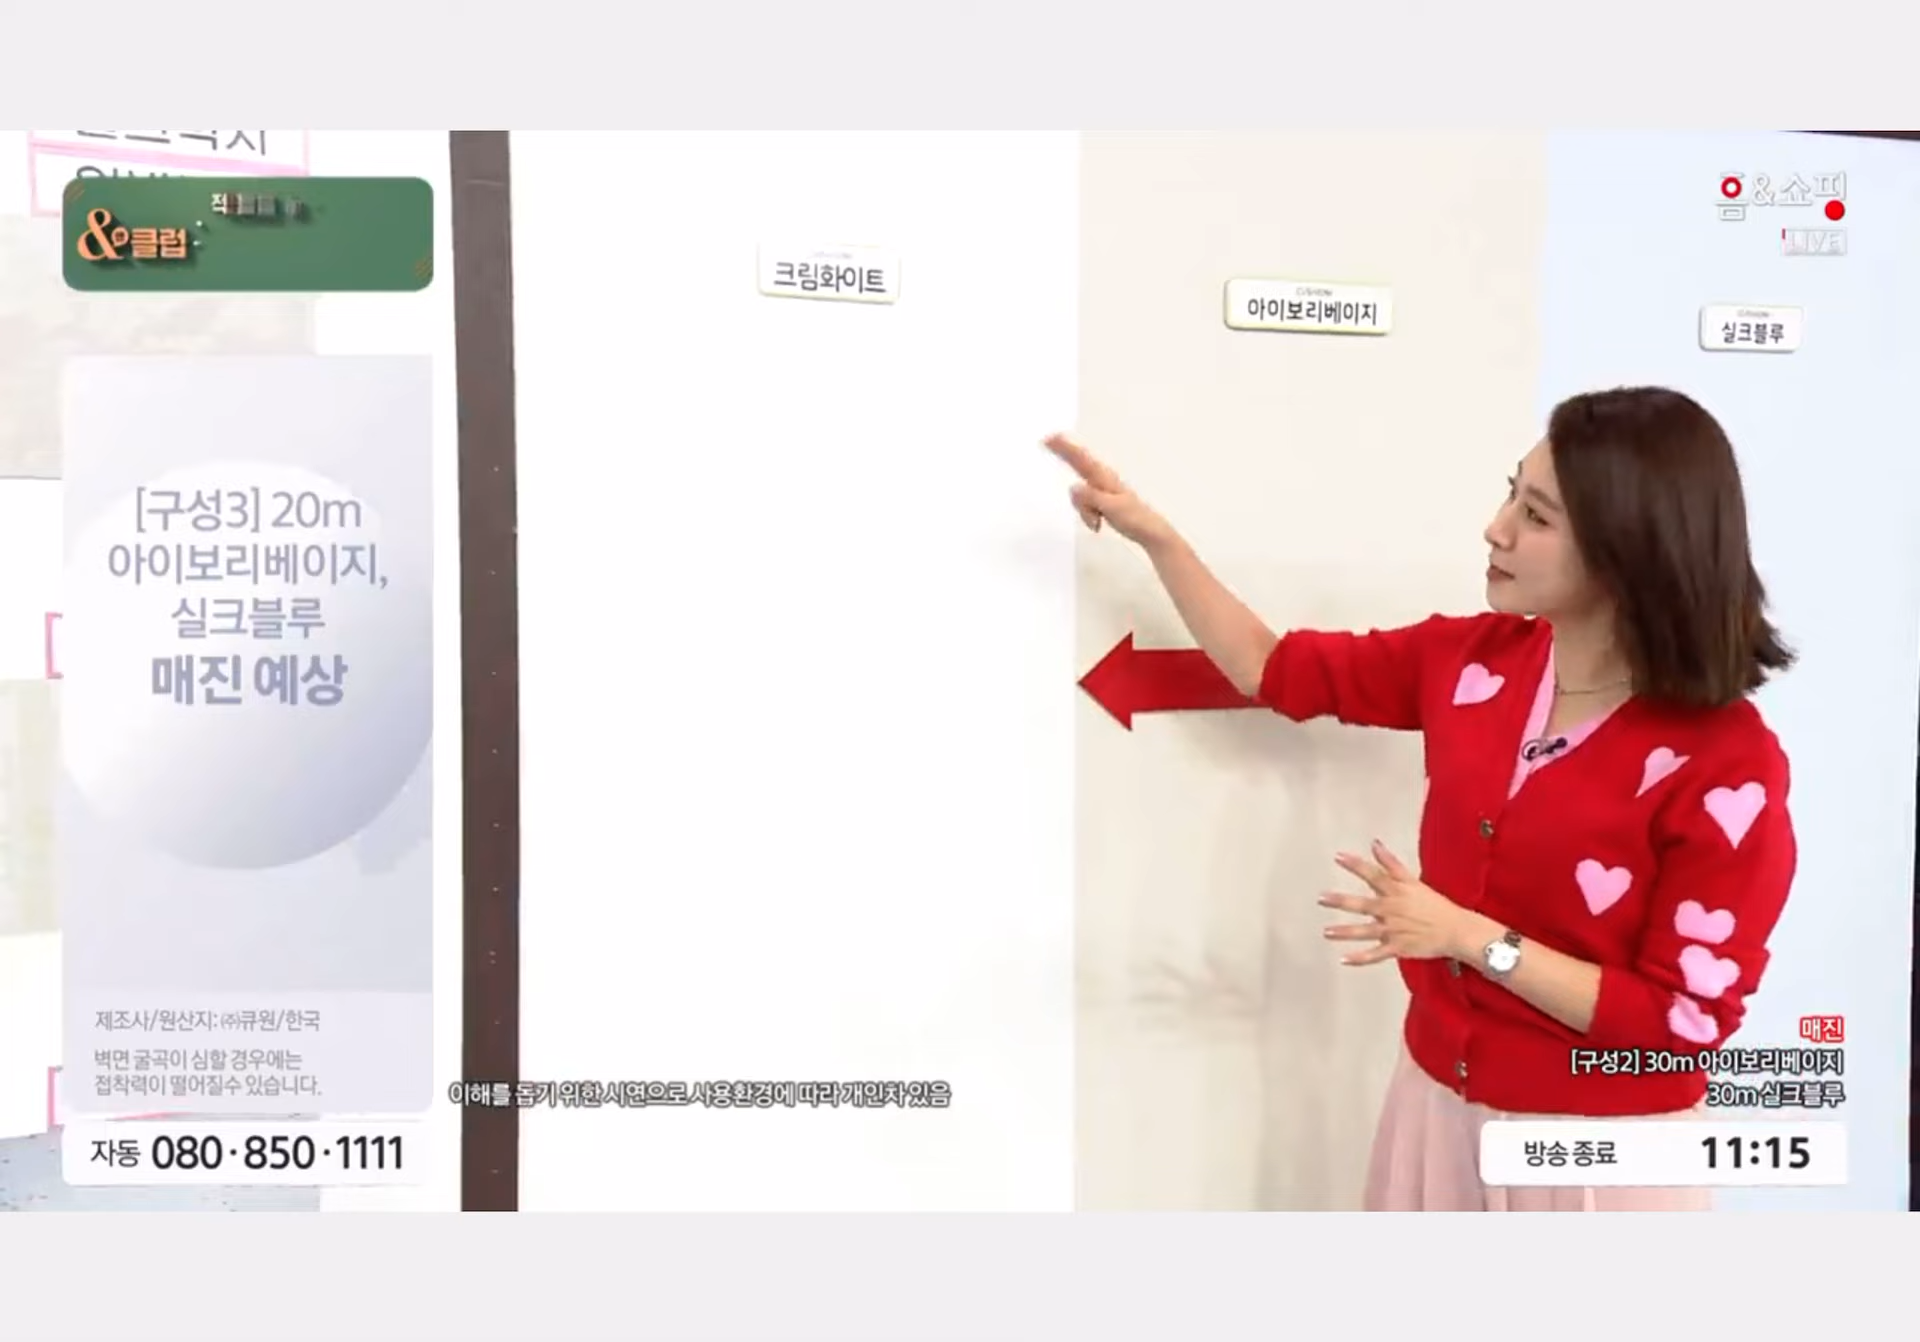 &클럽
홈&쇼핑
LIVE
크림화이트
아이보리베이지
실크블루
[구성3] 20m
아이보리베이지,
실크블루
매진 예상
제조사/원산지: ㈜큐원/한국
벽면 굴곡이 심할 경우에는
접착력이 떨어질수 있습니다.
자동 080·850·1111
이해를 돕기 위한 시연으로 사용환경에 따라 개인차 있음
매진
[구성2] 30m 아이보리베이지
30m 실크블루
방송 종료 11:15